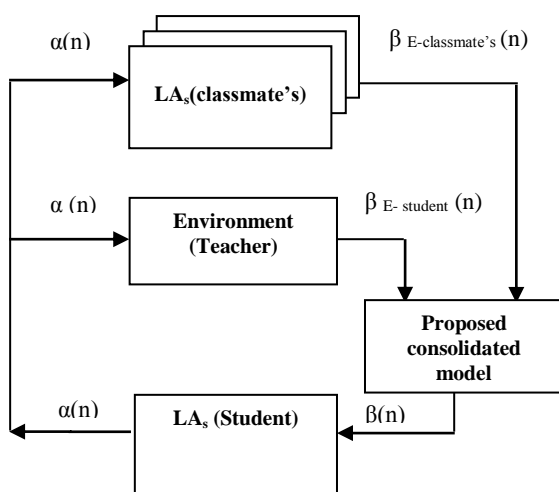 α(n)
β E-classmate's (n)
LAs(classmate's)
α (n)
β E- student (n)
Environment
(Teacher)
Proposed
consolidated
model
α(n)
LAs (Student)
β(n)